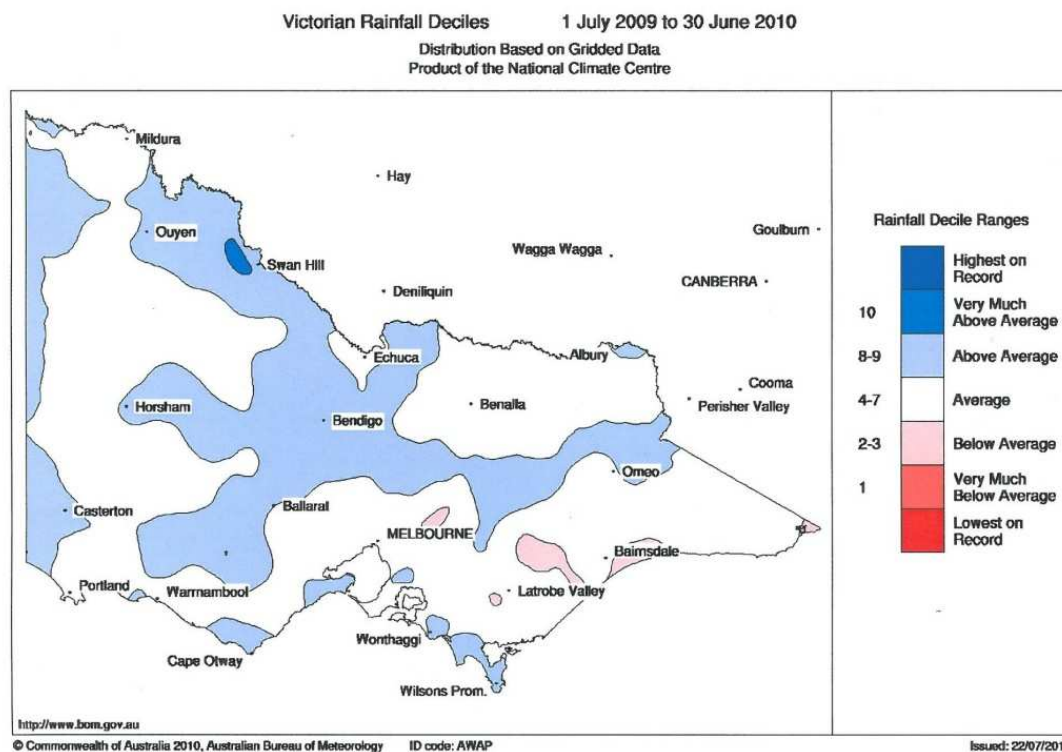 Victorian Rainfall Deciles 1 July 2009 to 30 June 2010
Distribution Based on Gridded Data
Product of the National Climate Centre
Mildura
Hay
Ouyen
Goulburn
Wagga Wagga
Swan Hill
CANBERRA
Deniliquin
Echuca
Albury
Cooma
Horsham
Benalla
Perisher Valley
Bendigo
Omeo
Casterton
Ballarat
MELBOURNE
Bairnsdale
Portland
Warrnambool
Latrobe Valley
Wonthaggi
Cape Otway
Wilsons Prom.
Rainfall Decile Ranges
Highest on
Record
10 Very Much
Above Average
8-9 Above Average
4-7 Average
2-3 Below Average
1 Very Much
Below Average
Lowest on
Record
http://www.bom.gov.au
© Commonwealth of Australia 2010, Australian Bureau of Meteorology ID code: AWAP Issued: 22/07/201